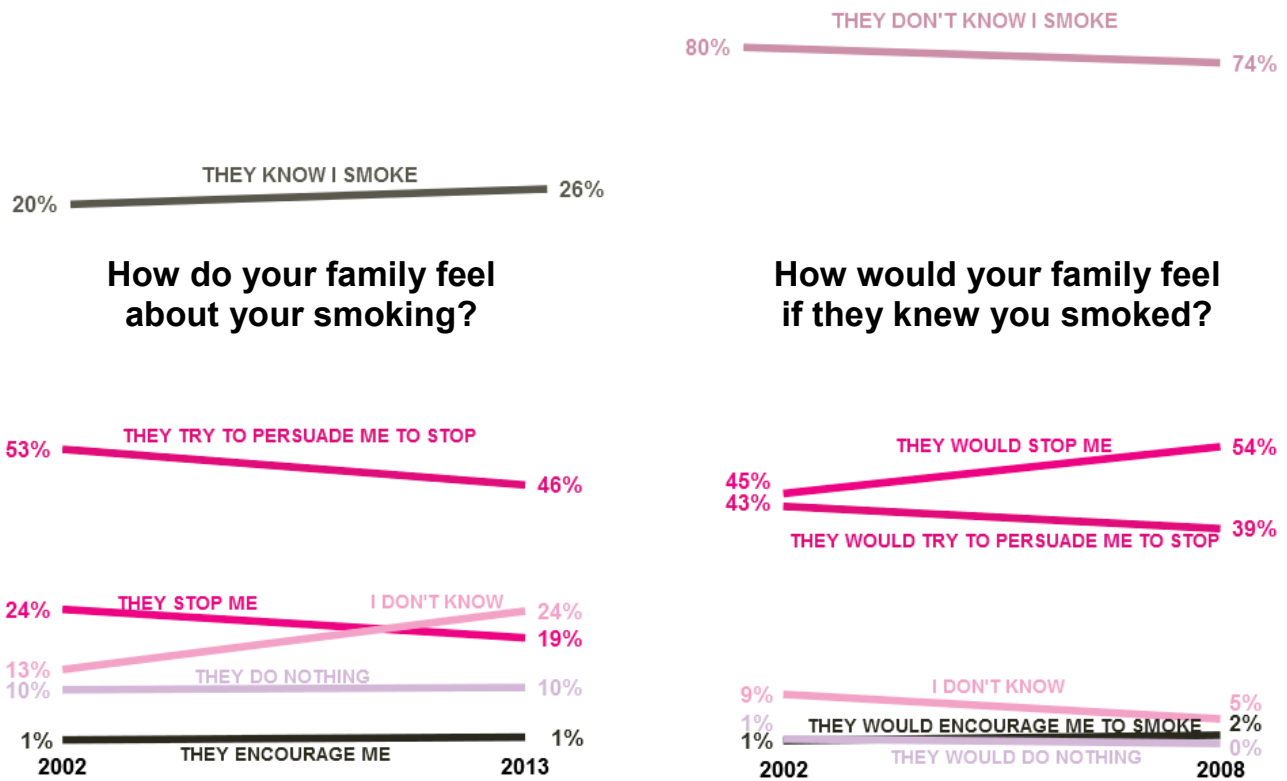 THEY DON'T KNOW I SMOKE
80%
74%
THEY KNOW I SMOKE
20%
26%
How do your family feel
about your smoking?
How would your family feel
if they knew you smoked?
THEY TRY TO PERSUADE ME TO STOP
53%
46%
THEY STOP ME
I DON'T KNOW
24%
24%
19%
13%
THEY DO NOTHING
10%
10%
1%
1%
THEY ENCOURAGE ME
2002
2013
THEY WOULD STOP ME
54%
45%
43%
39%
THEY WOULD TRY TO PERSUADE ME TO STOP
I DON'T KNOW
9%
5%
1%
THEY WOULD ENCOURAGE ME TO SMOKE
2%
1%
THEY WOULD DO NOTHING
0%
2002
2008